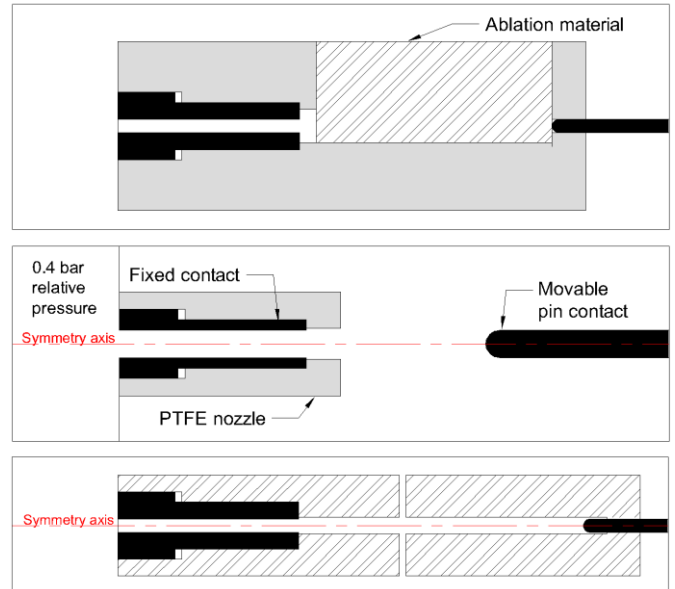 Ablation material
0.4 bar
relative
pressure
Fixed contact
Movable
pin contact
Symmetry axis
PTFE nozzle
Symmetry axis